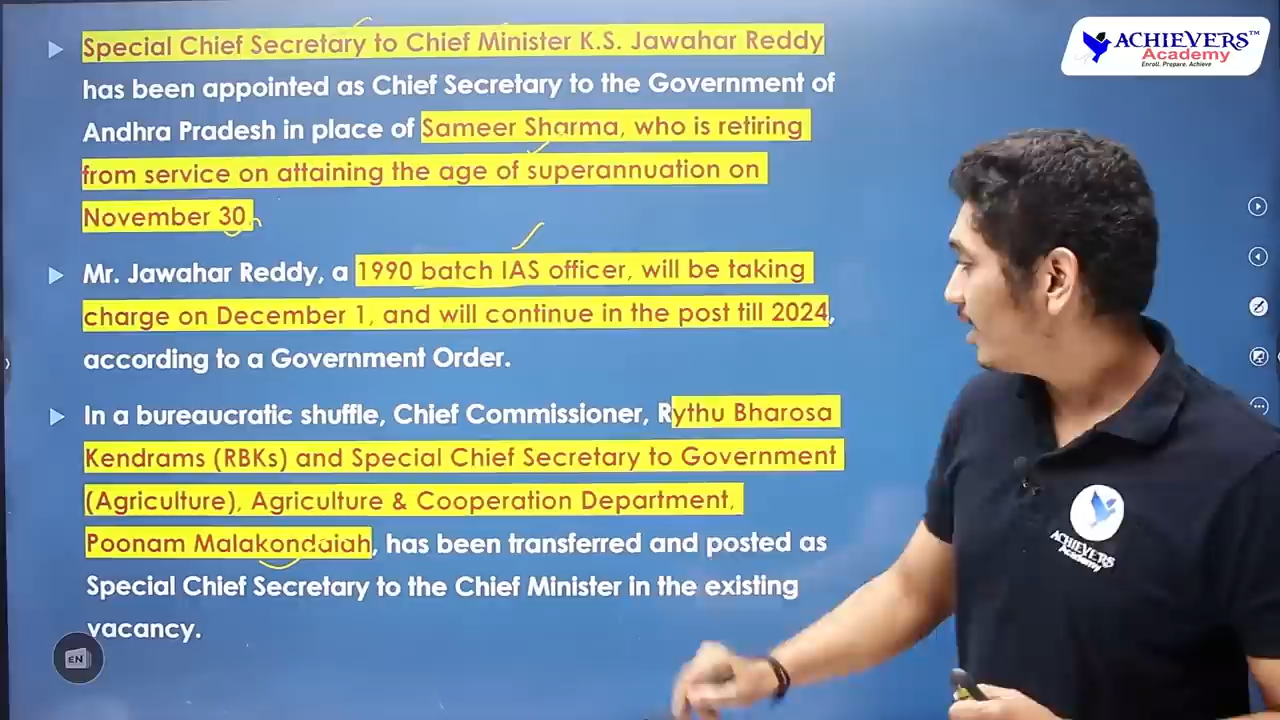 Special Chief Secretary to Chief Minister K.S. Jawahar Reddy
has been appointed as Chief Secretary to the Government of
Andhra Pradesh in place of Sameer Sharma, who is retiring
from service on attaining the age of superannuation on
November 30.
Mr. Jawahar Reddy, a 1990 batch IAS officer, will be taking
charge on December 1, and will continue in the post till 2024,
according to a Government Order.
In a bureaucratic shuffle, Chief Commissioner, Rythu Bharosa
Kendrams (RBKs) and Special Chief Secretary to Government
(Agriculture), Agriculture & Cooperation Department,
Poonam Malakondaiah, has been transferred and posted as
Special Chief Secretary to the Chief Minister in the existing
vacancy.
EN
ACHIEVERS™
Academy
Enroll. Prepare. Achieve
ACHIEVERS
Academy